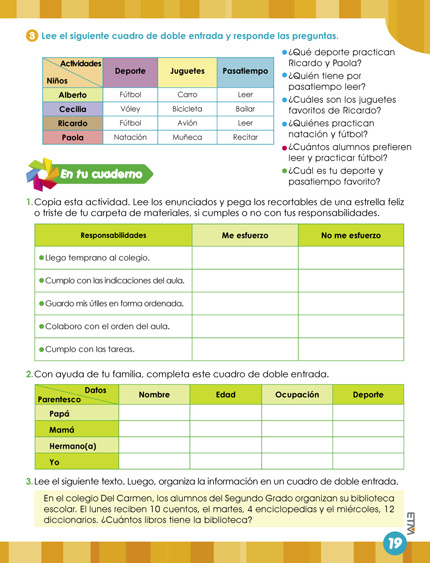 3 Lee el siguiente cuadro de doble entrada y responde las preguntas.
Actividades
Niños
Deporte Juguetes Pasatiempo
Alberto Fútbol Carro Leer
Cecilia Vóley Bicicleta Bailar
Ricardo Fútbol Avión Leer
Paola Natación Muñeca Recitar
¿Qué deporte practican
Ricardo y Paola?
¿Quién tiene por
pasatiempo leer?
¿Cuáles son los juguetes
favoritos de Ricardo?
¿Quiénes practican
natación y fútbol?
¿Cuántos alumnos prefieren
leer y practicar fútbol?
¿Cuál es tu deporte y
pasatiempo favorito?
En tu cuaderno
1. Copia esta actividad. Lee los enunciados y pega los recortables de una estrella feliz
o triste de tu carpeta de materiales, si cumples o no con tus responsabilidades.
Responsabilidades Me esfuerzo No me esfuerzo
Llego temprano al colegio.
Cumplo con las indicaciones del aula.
Guardo mis útiles en forma ordenada.
Colaboro con el orden del aula.
Cumplo con las tareas.
2. Con ayuda de tu familia, completa este cuadro de doble entrada.
Datos
Parentesco
Nombre Edad Ocupación Deporte
Papá
Mamá
Hermano(a)
Yo
3. Lee el siguiente texto. Luego, organiza la información en un cuadro de doble entrada.
En el colegio Del Carmen, los alumnos del Segundo Grado organizan su biblioteca
escolar. El lunes reciben 10 cuentos, el martes, 4 enciclopedias y el miércoles, 12
diccionarios. ¿Cuántos libros tiene la biblioteca?
ETM
19